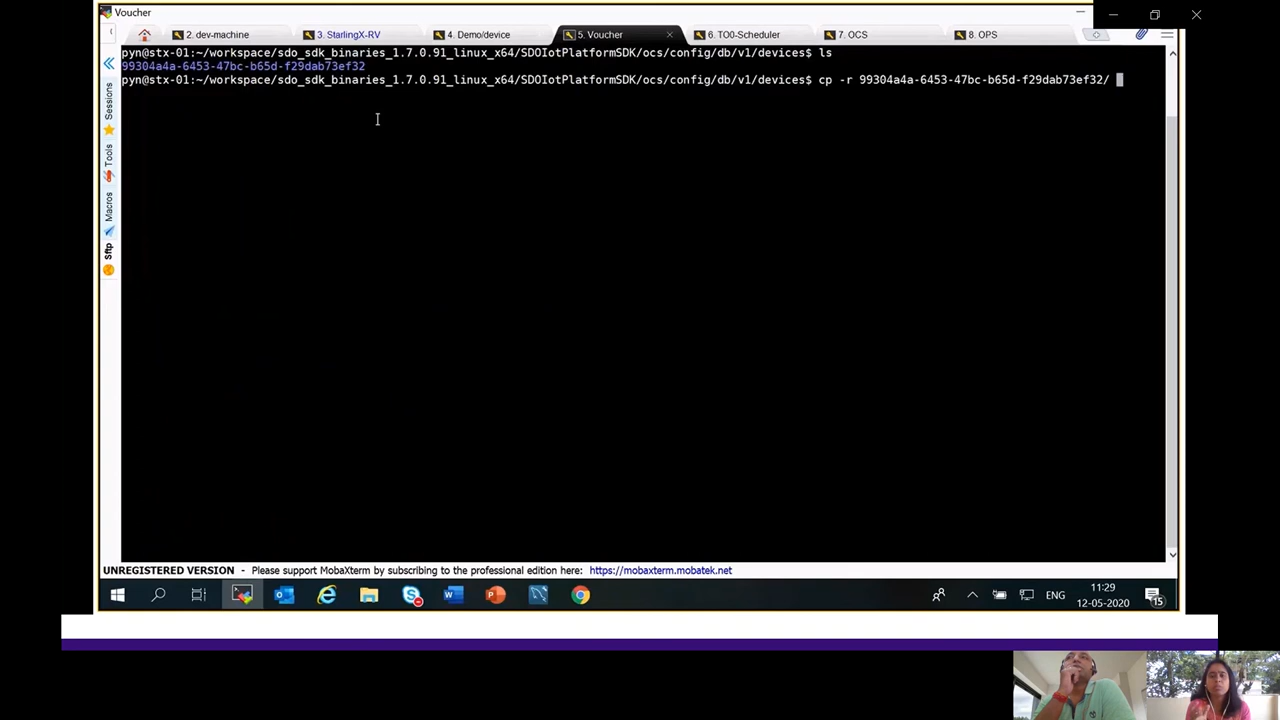 Voucher
2. dev-machine
3. StarlingX-RV
4. Demo/device
5. Voucher
6. TO0-Scheduler
7. OCS
8. OPS
pyn@stx-01:~/workspace/sdo_sdk_binaries_1.7.0.91_linux_x64/SDOIotPlatformSDK/ocs/config/db/v1/devices$ ls
99304a4a-6453-47bc-b65d-f29dab73ef32
pyn@stx-01:~/workspace/sdo_sdk_binaries_1.7.0.91_linux_x64/SDOIotPlatformSDK/ocs/config/db/v1/devices$ cp -r 99304a4a-6453-47bc-b65d-f29dab73ef32/
Sessions
Tools
Macros
Sftp
UNREGISTERED VERSION - Please support MobaXterm by subscribing to the professional edition here: https://mobaxterm.mobatek.net
ENG
11:29
12-05-2020
15